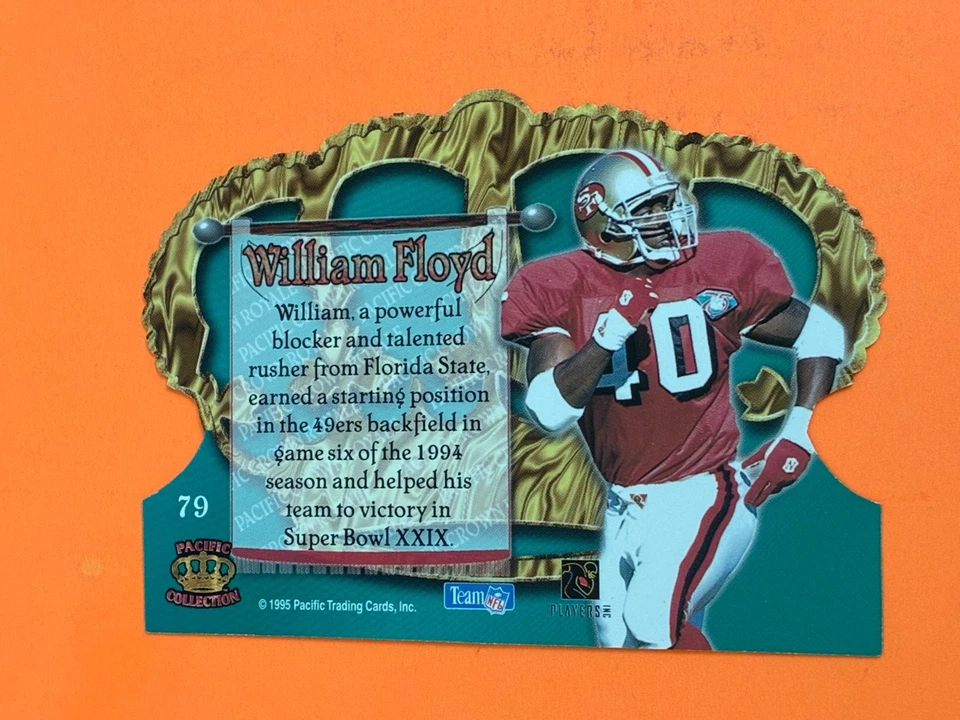 William Floyd
William, a powerful
blocker and talented
rusher from Florida State,
earned a starting position
in the 49ers backfield in
game six of the 1994
season and helped his
team to victory in
Super Bowl XXIX.
40
79
PACIFIC
COLLECTION
© 1995 Pacific Trading Cards, Inc.
Team NFL
PLAYERS INC